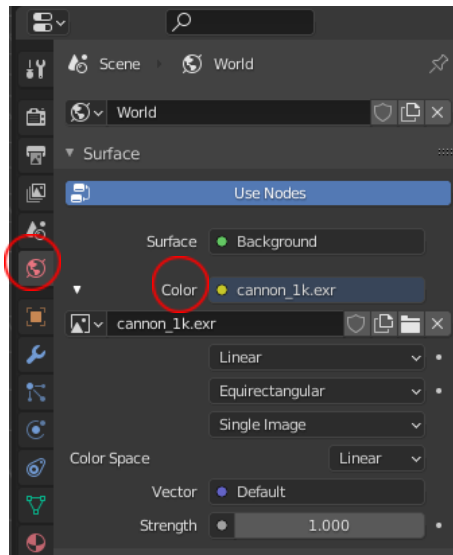 Scene World
World
Surface
Use Nodes
Surface Background
Color cannon_1k.exr
cannon_1k.exr
Linear
Equirectangular
Single Image
Color Space Linear
Vector Default
Strength 1.000